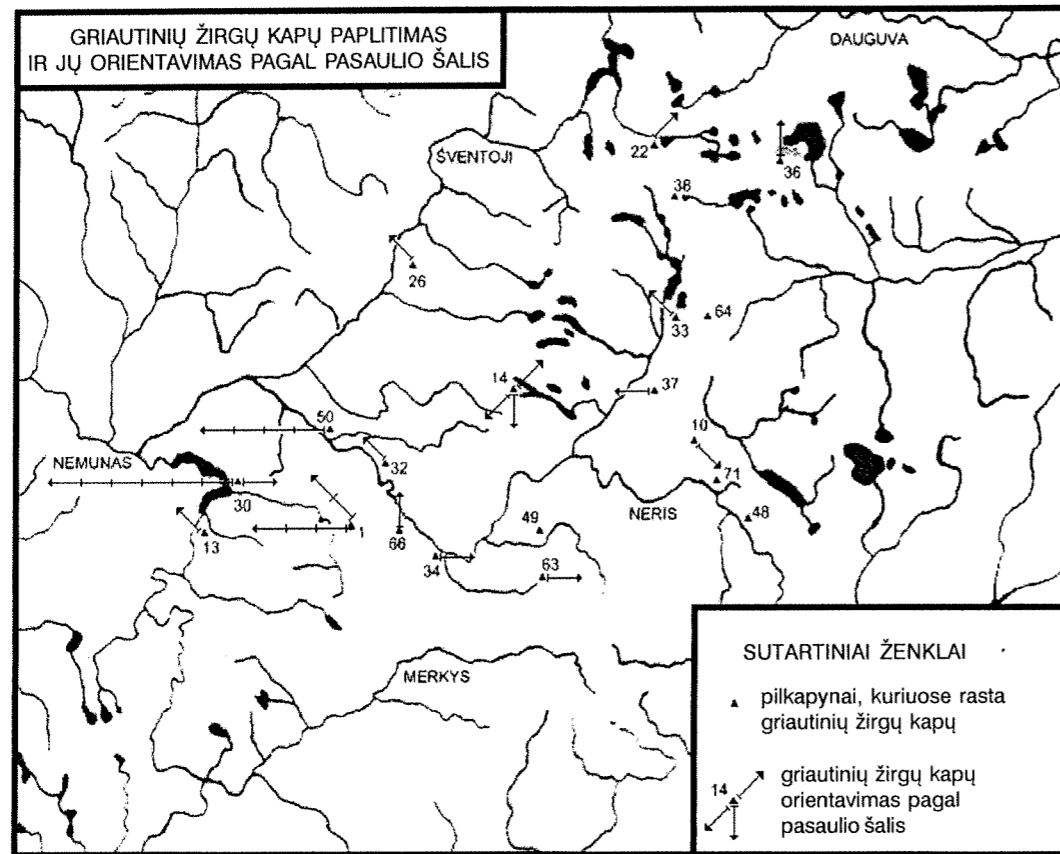 GRIAUTINIŲ ŽIRGŲ KAPŲ PAPLITIMAS
IR JŲ ORIENTAVIMAS PAGAL PASAULIO ŠALIS
DAUGUVA
22
36
ŠVENTOJI
38
26
33
64
14
37
50
10
32
NEMUNAS
30
71
NERIS
48
13
1
66
49
34
63
MERKYS
SUTARTINIAI ŽENKLAI
pilkapynai, kuriuose rasta
griautinių žirgų kapų
14
griautinių žirgų kapų
orientavimas pagal
pasaulio šalis